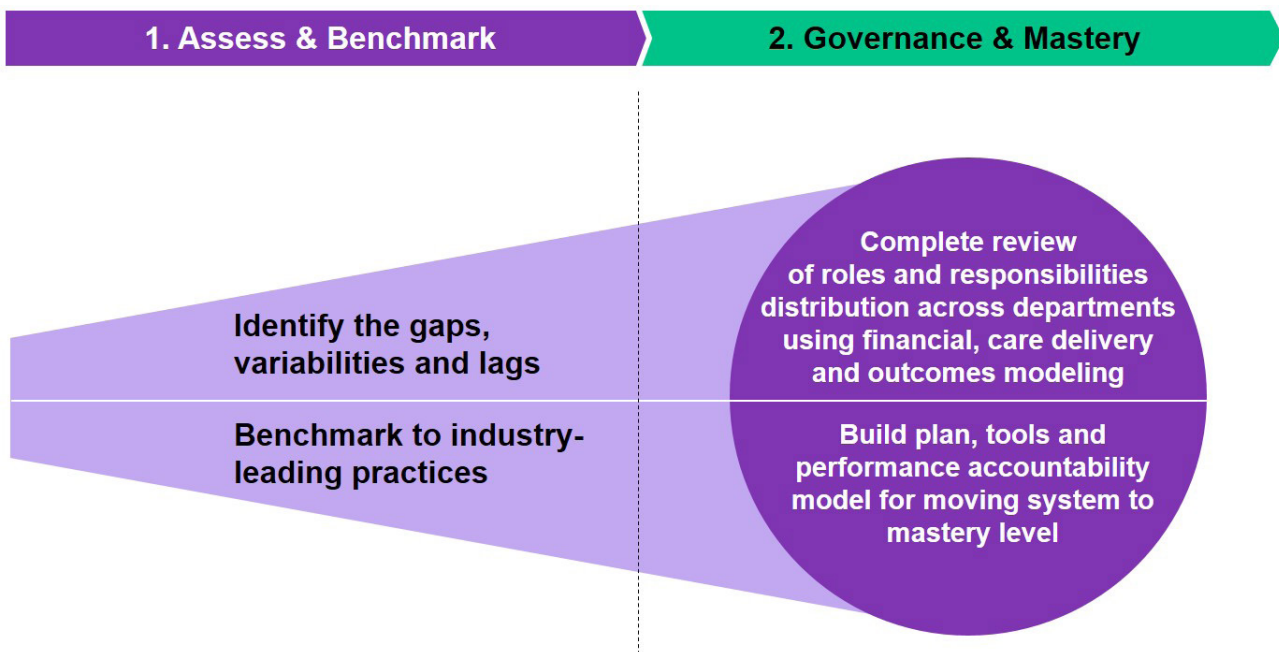 1. Assess & Benchmark
2. Governance & Mastery
Identify the gaps,
variabilities and lags
Benchmark to industry-
leading practices
Complete review
of roles and responsibilities
distribution across departments
using financial, care delivery
and outcomes modeling
Build plan, tools and
performance accountability
model for moving system to
mastery level